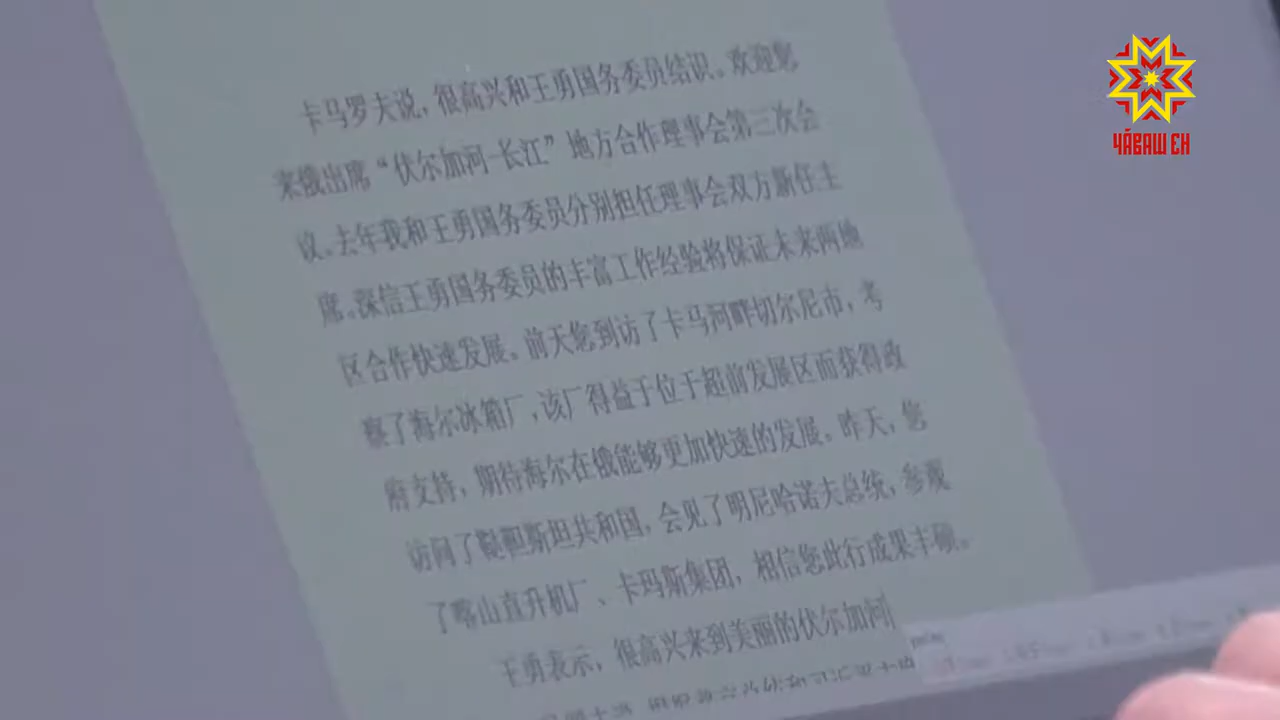 卡马罗夫说，很高兴和王勇国务委员结识。欢迎您
来俄出席“伏尔加河-长江”地方合作理事会第三次会
议。去年我和王勇国务委员分别担任理事会双方新任主
席。深信王勇国务委员的丰富工作经验将保证未来两地
区合作快速发展。前天您到访了卡马河畔切尔尼市，考
察了海尔冰箱厂，该厂得益于位于超前发展区而获得政
府支持，期待海尔在俄能够更加快速的发展。昨天，您
访问了鞑靼斯坦共和国，会见了明尼哈诺夫总统，参观
了喀山直升机厂、卡玛斯集团，相信您此行成果丰硕。
王勇表示，很高兴来到美丽的伏尔加河
ЧӐВАШ ЕН